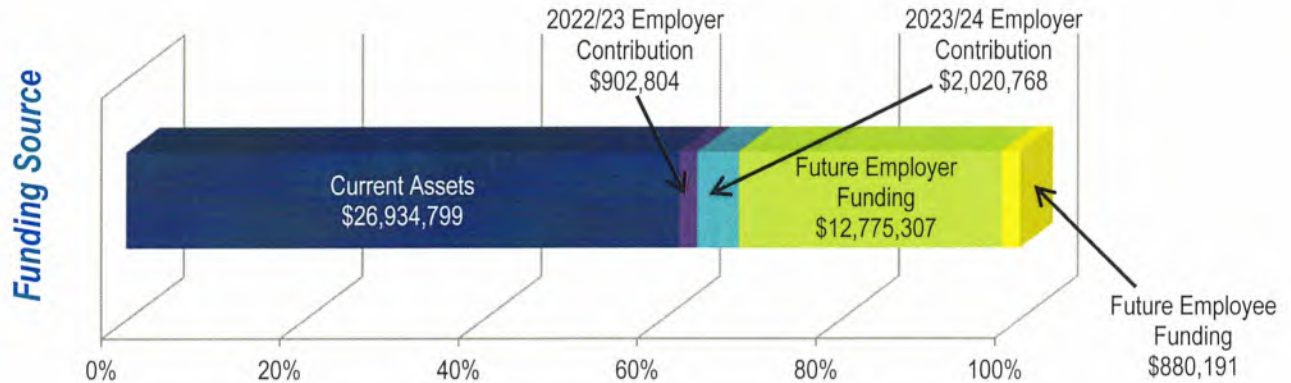 2022/23 Employer
Contribution
$902,804
2023/24 Employer
Contribution
$2,020,768
Funding Source
Current Assets
$26,934,799
Future Employer
Funding
$12,775,307
Future Employee
Funding
$880,191
0%
20%
40%
60%
80%
100%